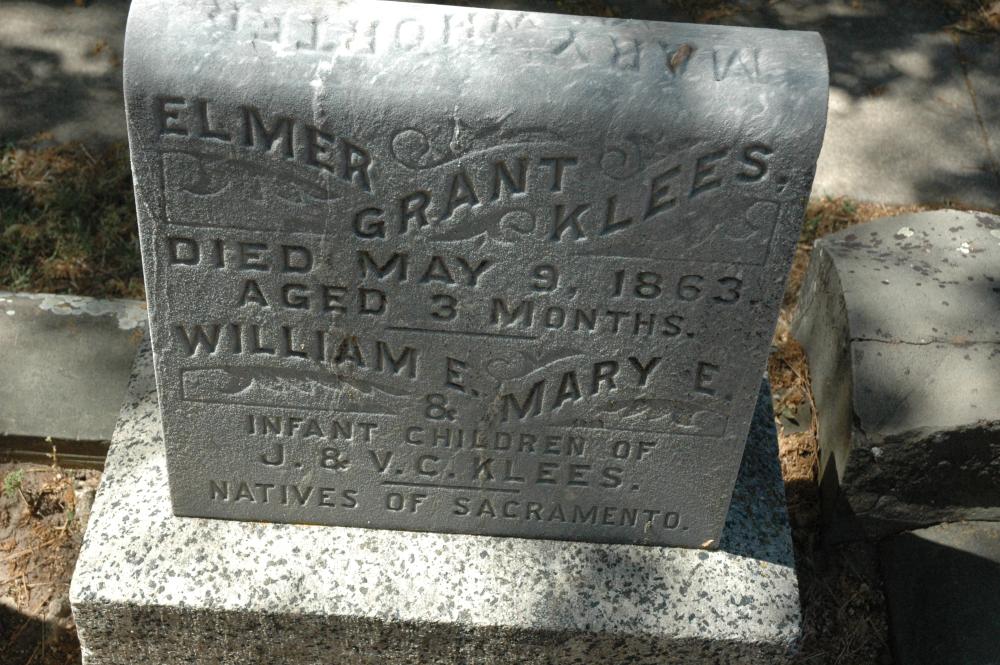 MARY
ELMER GRANT KLEES.
DIED MAY 9, 1863.
AGED 3 MONTHS.
WILLIAM E. & MARY E.
INFANT CHILDREN OF
J. & V. C. KLEES.
NATIVES OF SACRAMENTO.